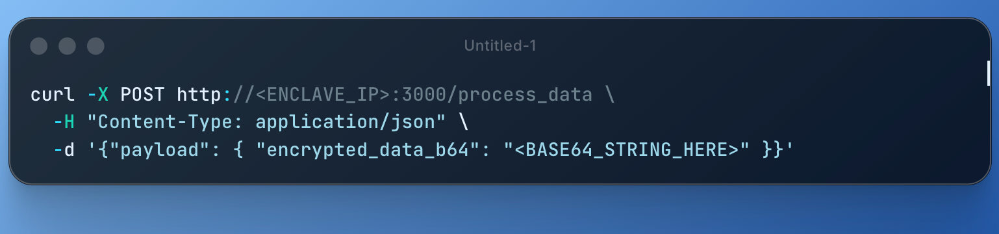 Untitled-1
curl -X POST http://<ENCLAVE_IP>:3000/process_data \
-H "Content-Type: application/json" \
-d '{"payload": { "encrypted_data_b64": "<BASE64_STRING_HERE>" }}'